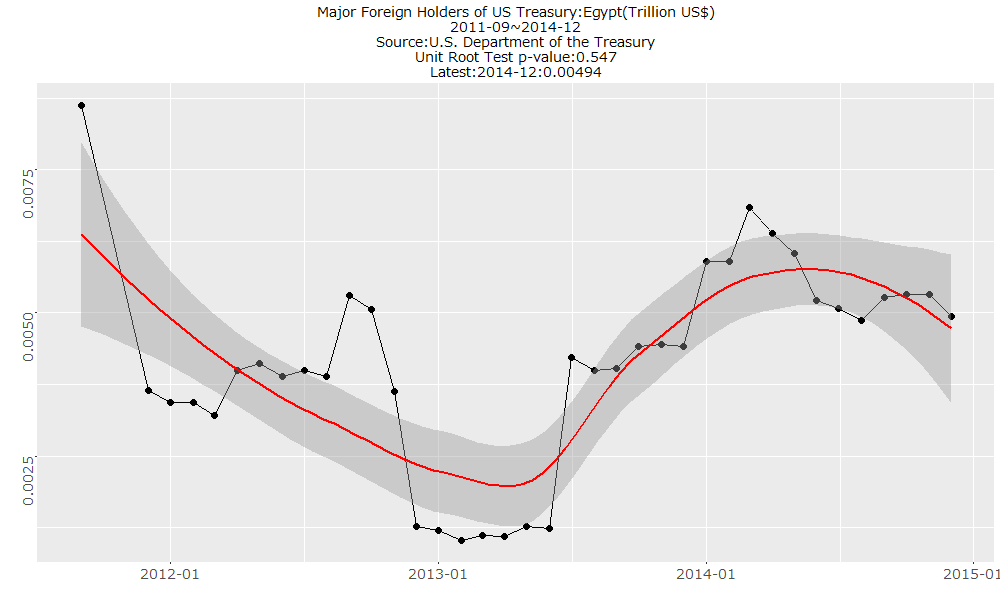 Major Foreign Holders of US Treasury:Egypt(Trillion US$)
2011-09~2014-12
Source:U.S. Department of the Treasury
Unit Root Test p-value:0.547
Latest:2014-12:0.00494
0.0075
0.0050
0.0025
2012-01
2013-01
2014-01
2015-01